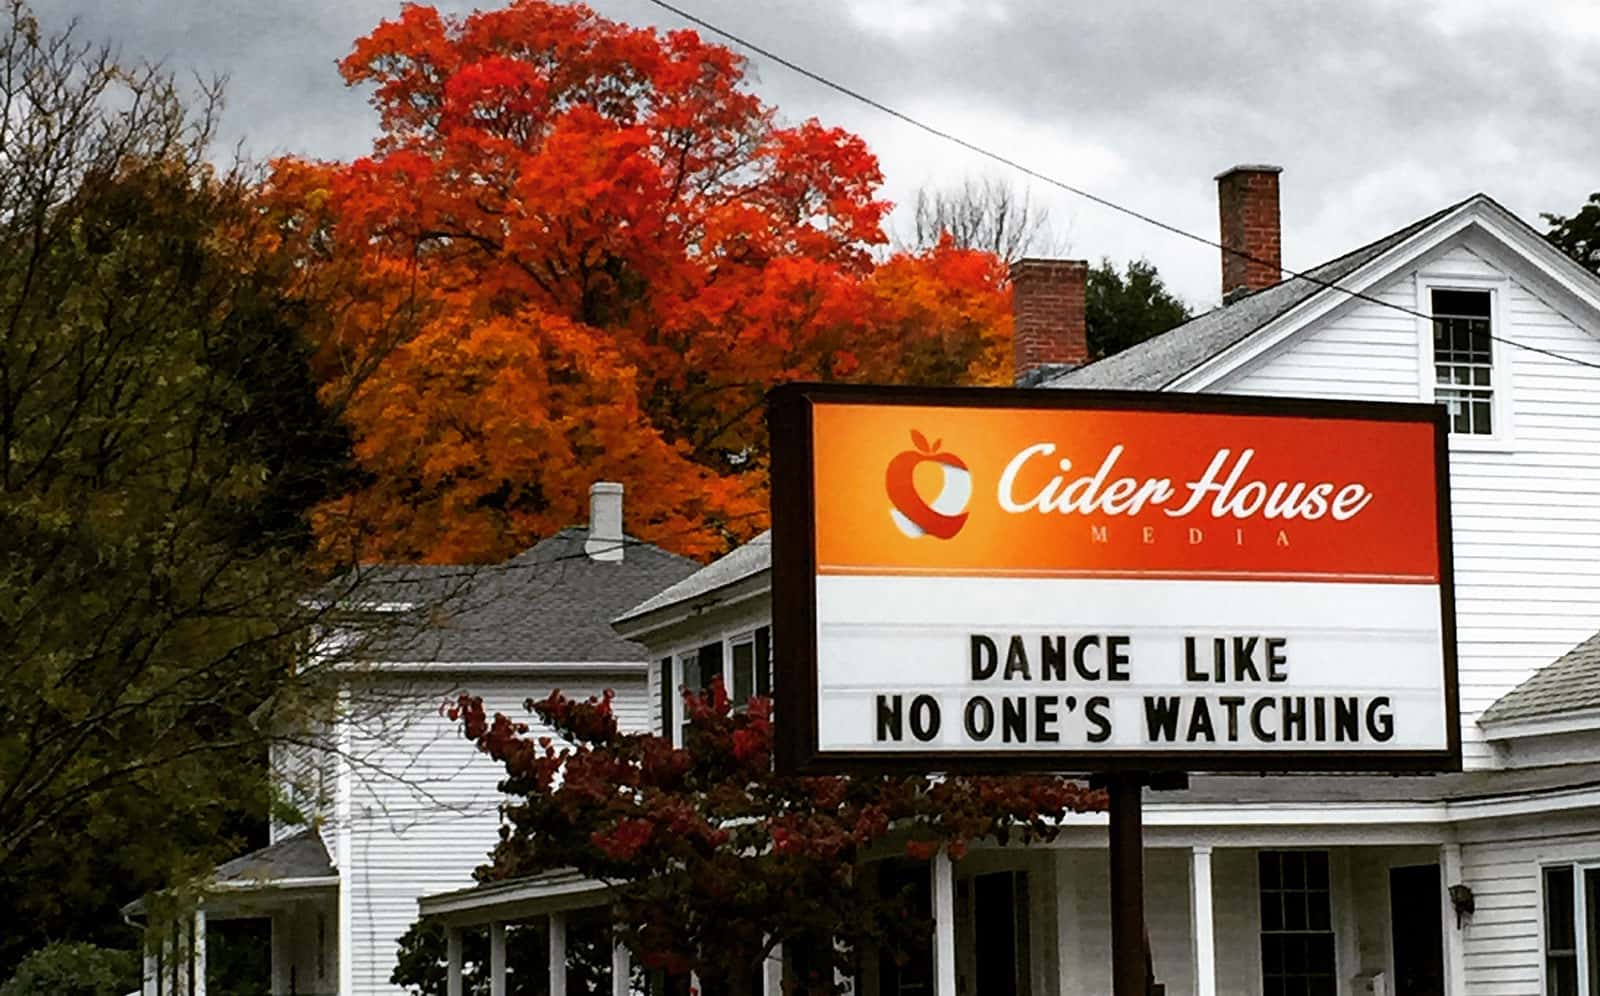 Cider House
MEDIA
DANCE LIKE
NO ONE'S WATCHING